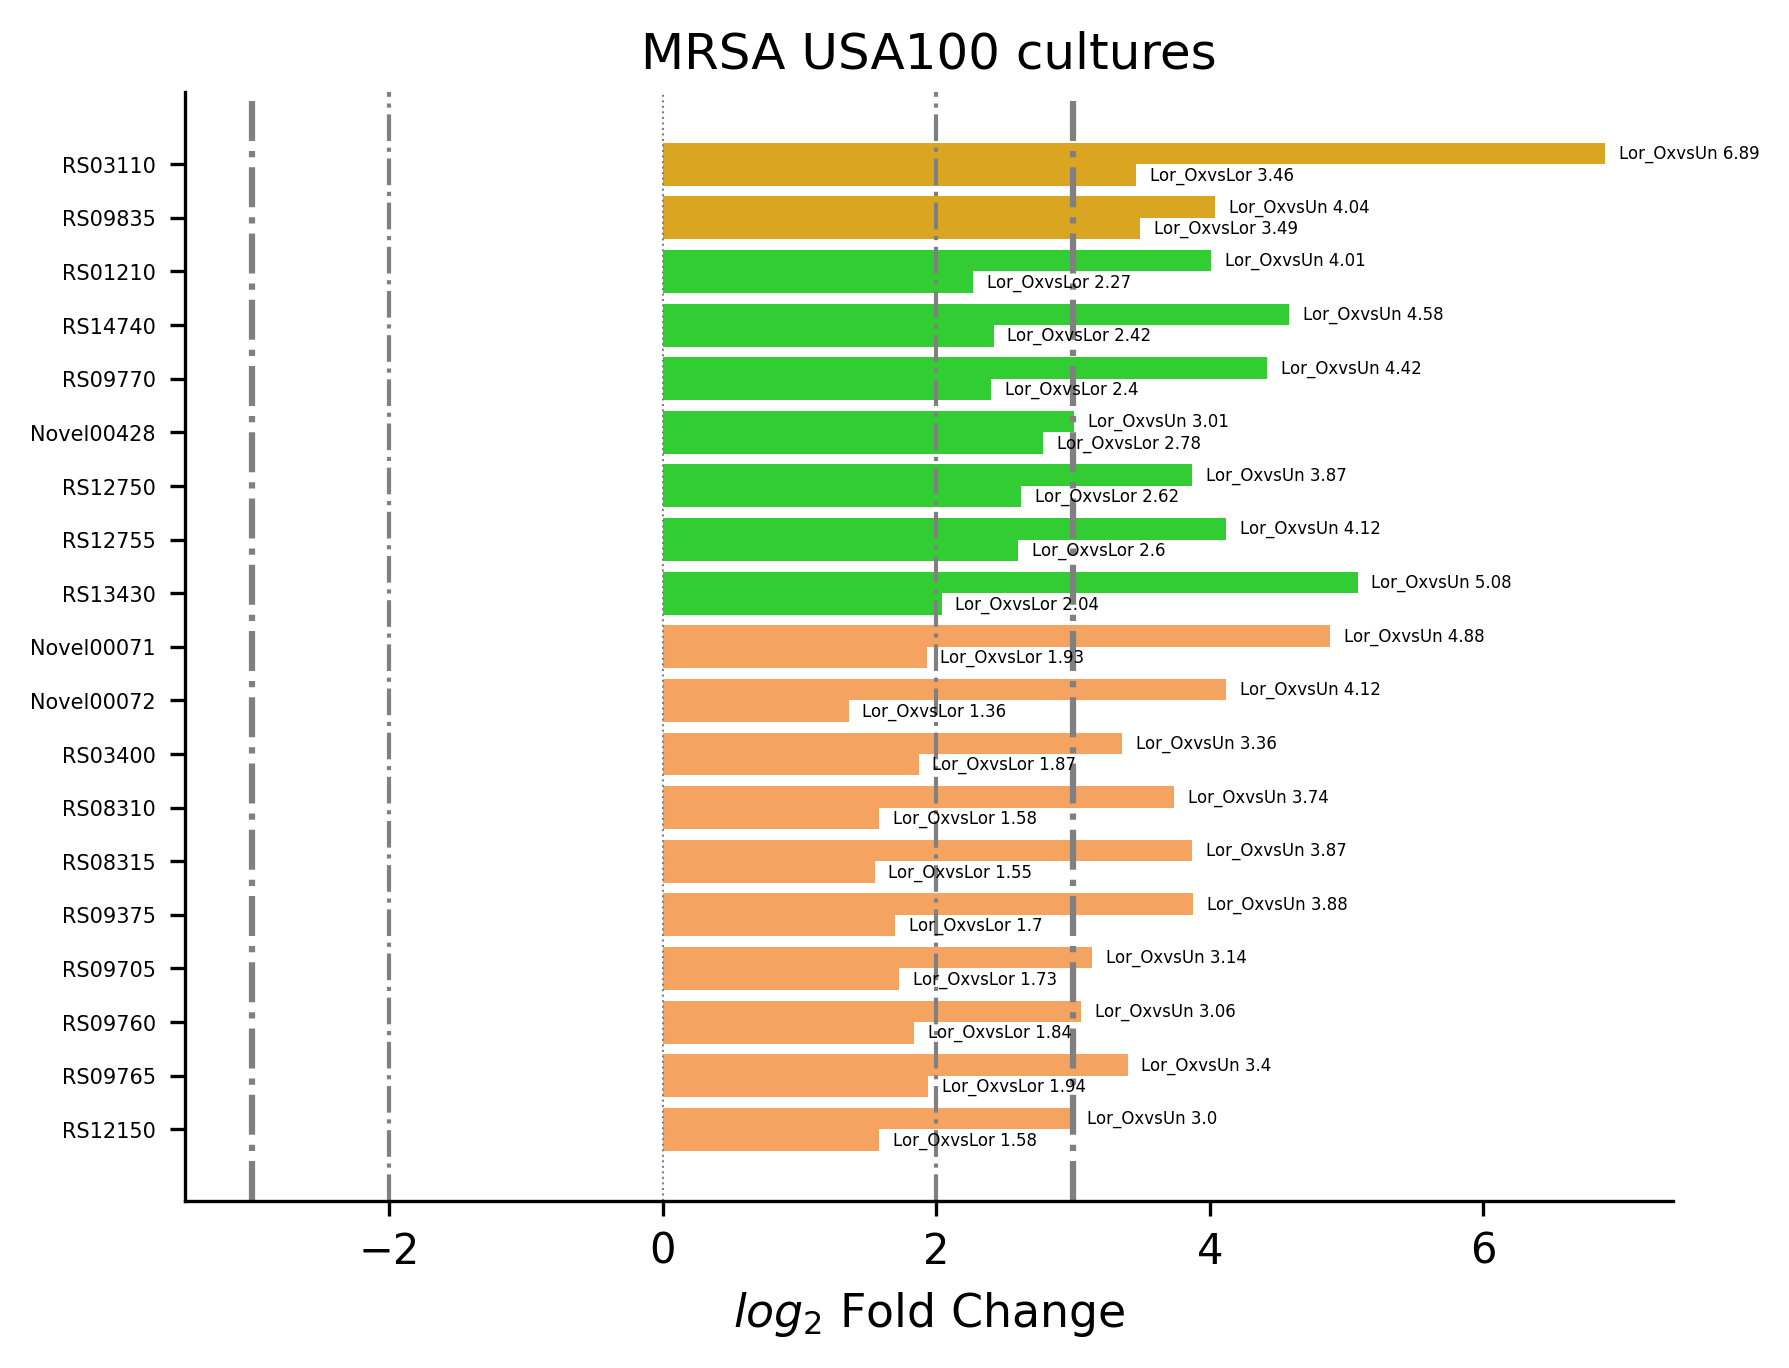 MRSA USA100 cultures
RS03110
Lor_OxvsUn 6.89
Lor_OxvsLor 3.46
RS09835
Lor_OxvsUn 4.04
Lor_OxvsLor 3.49
RS01210
Lor_OxvsUn 4.01
Lor_OxvsLor 2.27
RS14740
Lor_OxvsUn 4.58
Lor_OxvsLor 2.42
RS09770
Lor_OxvsUn 4.42
Lor_OxvsLor 2.4
Novel00428
Lor_OxvsUn 3.01
Lor_OxvsLor 2.78
RS12750
Lor_OxvsUn 3.87
Lor_OxvsLor 2.62
RS12755
Lor_OxvsUn 4.12
Lor_OxvsLor 2.6
RS13430
Lor_OxvsUn 5.08
Lor_OxvsLor 2.04
Novel00071
Lor_OxvsUn 4.88
Lor_OxvsLor 1.93
Novel00072
Lor_OxvsUn 4.12
Lor_OxvsLor 1.36
RS03400
Lor_OxvsUn 3.36
Lor_OxvsLor 1.87
RS08310
Lor_OxvsUn 3.74
Lor_OxvsLor 1.58
RS08315
Lor_OxvsUn 3.87
Lor_OxvsLor 1.55
RS09375
Lor_OxvsUn 3.88
Lor_OxvsLor 1.7
RS09705
Lor_OxvsUn 3.14
Lor_OxvsLor 1.73
RS09760
Lor_OxvsUn 3.06
Lor_OxvsLor 1.84
RS09765
Lor_OxvsUn 3.4
Lor_OxvsLor 1.94
RS12150
Lor_OxvsUn 3.0
Lor_OxvsLor 1.58
−2 0 2 4 6
log₂ Fold Change